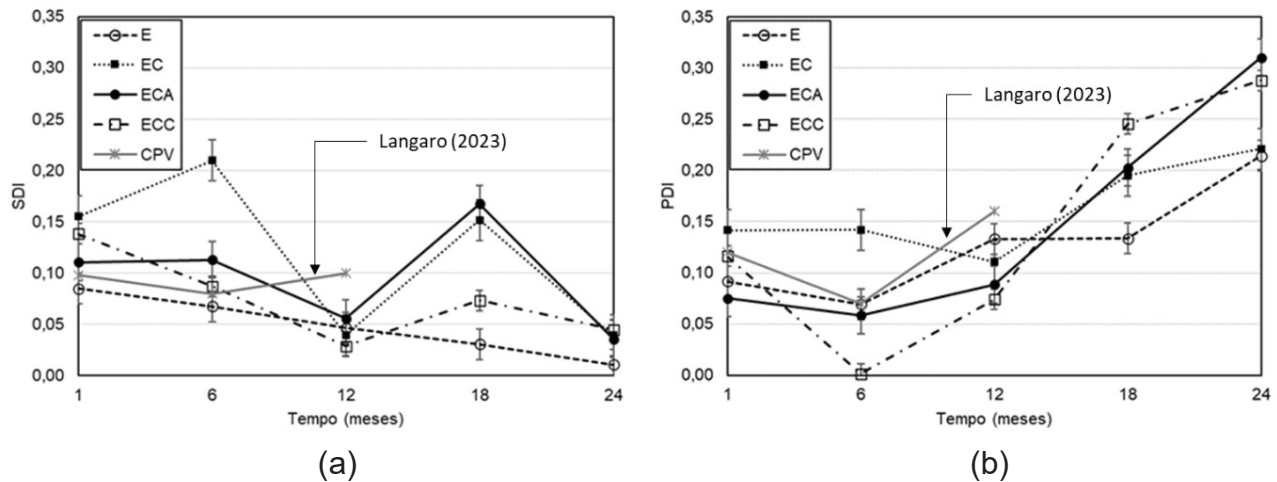 0,35
0,30
0,25
0,20
0,15
0,10
0,05
0,00
SDI
E
EC
ECA
ECC
CPV
Langaro (2023)
1 6 12 18 24
Tempo (meses)
(a)
0,35
0,30
0,25
0,20
0,15
0,10
0,05
0,00
PDI
E
EC
ECA
ECC
CPV
Langaro (2023)
1 6 12 18 24
Tempo (meses)
(b)